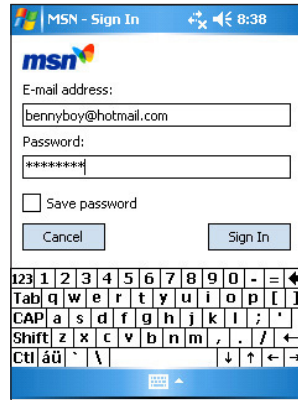 MSN - Sign In 8:38
msn
E-mail address:
bennyboy@hotmail.com
Password:
********
Save password
Cancel Sign In
123 1 2 3 4 5 6 7 8 9 0 - =
Tab q w e r t y u i o p [ ]
CAP a s d f g h j k l ; '
Shift z x c v b n m , . /
Ctl áü ` \ ↓ ↑ ← →